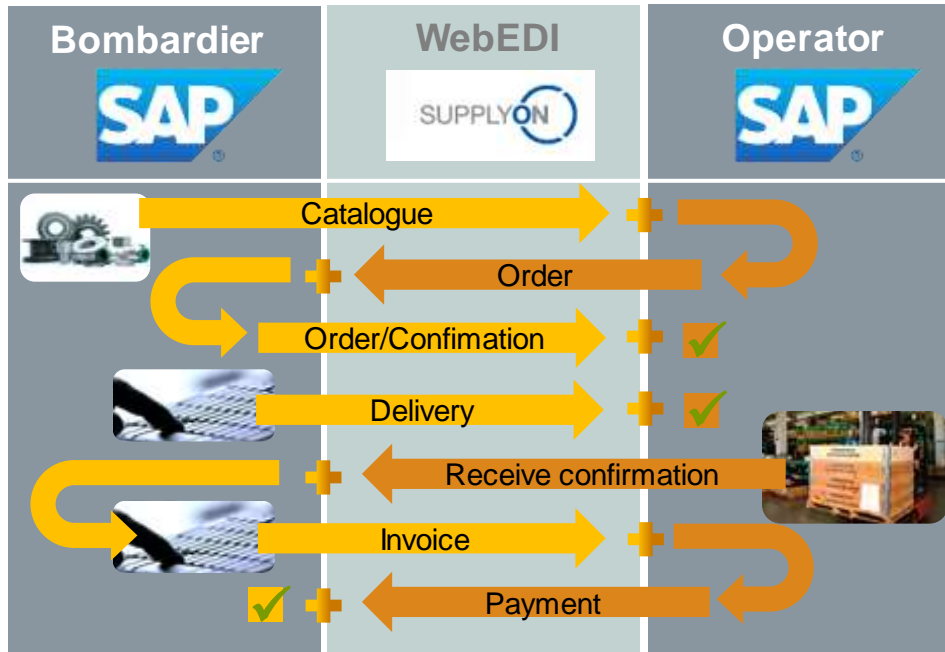 Bombardier
WebEDI
Operator
SAP
®
SUPPLYON
SAP
®
Catalogue
Order
Order/Confimation
Delivery
Receive confirmation
Invoice
Payment